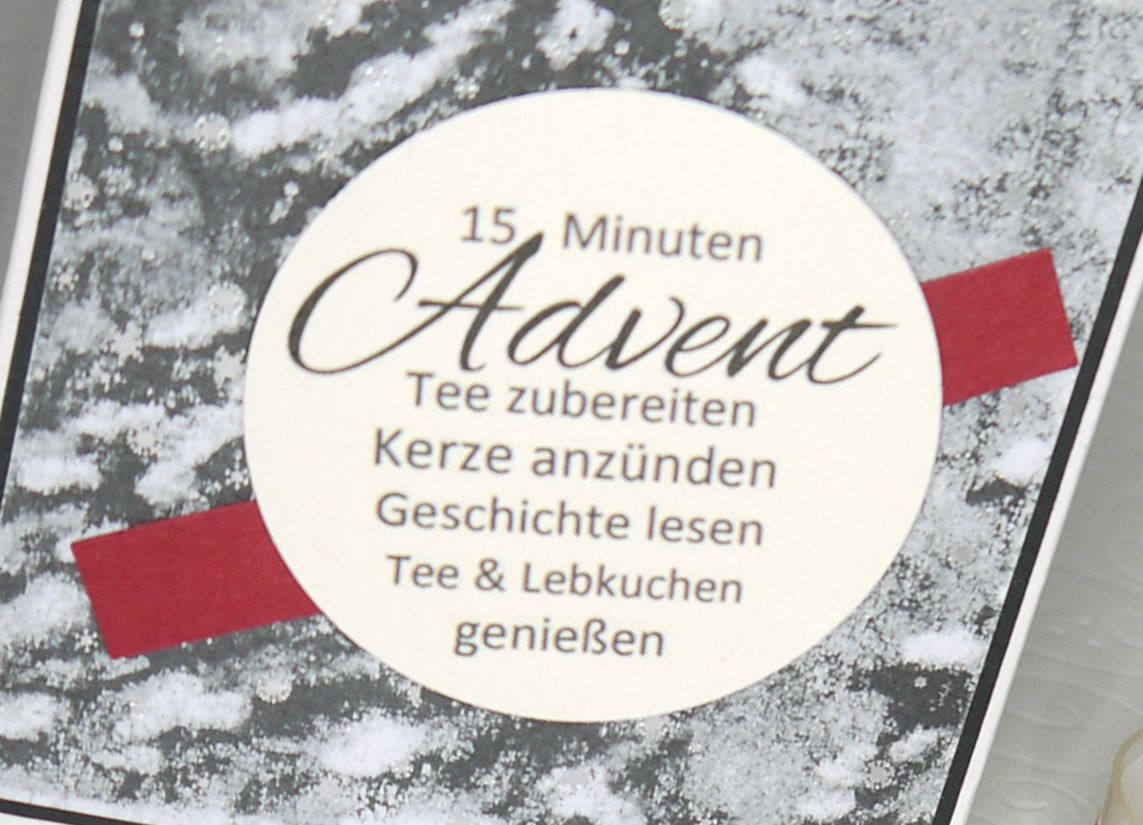 15 Minuten
Advent
Tee zubereiten
Kerze anzünden
Geschichte lesen
Tee & Lebkuchen
genießen